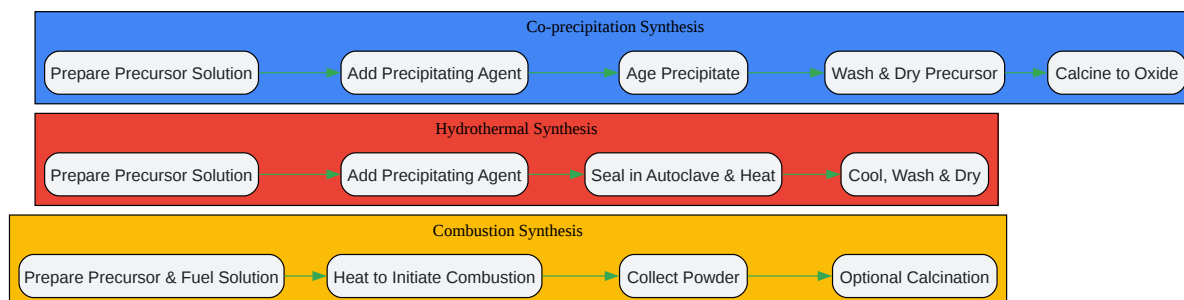 Co-precipitation Synthesis
Prepare Precursor Solution
Add Precipitating Agent
Age Precipitate
Wash & Dry Precursor
Calcine to Oxide
Hydrothermal Synthesis
Prepare Precursor Solution
Add Precipitating Agent
Seal in Autoclave & Heat
Cool, Wash & Dry
Combustion Synthesis
Prepare Precursor & Fuel Solution
Heat to Initiate Combustion
Collect Powder
Optional Calcination